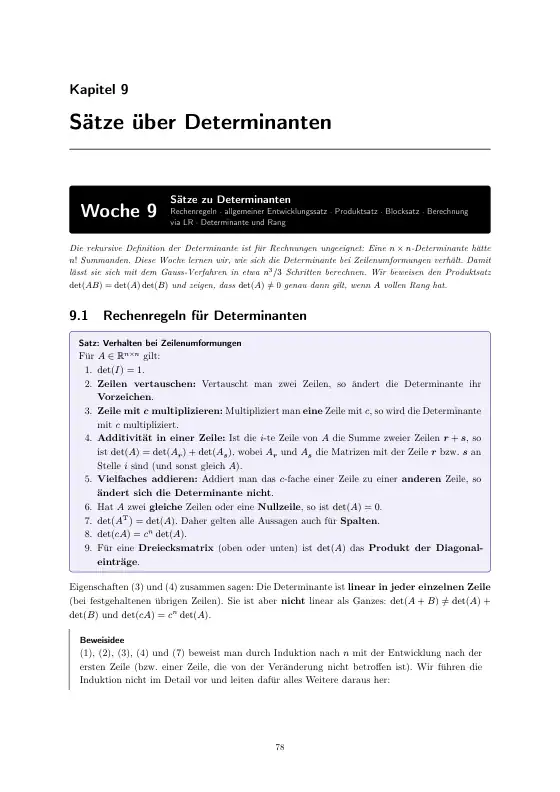 Kapitel 9
Sätze über Determinanten
Woche 9
Sätze zu Determinanten
Rechenregeln · allgemeiner Entwicklungssatz · Produktsatz · Blocksatz · Berechnung
via LR · Determinante und Rang
Die rekursive Definition der Determinante ist für Rechnungen ungeeignet: Eine n × n-Determinante hätte
n! Summanden. Diese Woche lernen wir, wie sich die Determinante bei Zeilenumformungen verhält. Damit
lässt sie sich mit dem Gauss-Verfahren in etwa n³/3 Schritten berechnen. Wir beweisen den Produktsatz
det(AB) = det(A) det(B) und zeigen, dass det(A) ≠ 0 genau dann gilt, wenn A vollen Rang hat.
9.1 Rechenregeln für Determinanten
Satz: Verhalten bei Zeilenumformungen
Für A ∈ ℝⁿˣⁿ gilt:
1. det(I) = 1.
2. Zeilen vertauschen: Vertauscht man zwei Zeilen, so ändert die Determinante ihr
Vorzeichen.
3. Zeile mit c multiplizieren: Multipliziert man eine Zeile mit c, so wird die Determinante
mit c multipliziert.
4. Additivität in einer Zeile: Ist die i-te Zeile von A die Summe zweier Zeilen r + s, so
ist det(A) = det(Aᵣ) + det(Aₛ), wobei Aᵣ und Aₛ die Matrizen mit der Zeile r bzw. s an
Stelle i sind (und sonst gleich A).
5. Vielfaches addieren: Addiert man das c-fache einer Zeile zu einer anderen Zeile, so
ändert sich die Determinante nicht.
6. Hat A zwei gleiche Zeilen oder eine Nullzeile, so ist det(A) = 0.
7. det(Aᵀ) = det(A). Daher gelten alle Aussagen auch für Spalten.
8. det(cA) = cⁿ det(A).
9. Für eine Dreiecksmatrix (oben oder unten) ist det(A) das Produkt der Diagonal-
einträge.
Eigenschaften (3) und (4) zusammen sagen: Die Determinante ist linear in jeder einzelnen Zeile
(bei festgehaltenen übrigen Zeilen). Sie ist aber nicht linear als Ganzes: det(A + B) ≠ det(A) +
det(B) und det(cA) = cⁿ det(A).
Beweisidee
(1), (2), (3), (4) und (7) beweist man durch Induktion nach n mit der Entwicklung nach der
ersten Zeile (bzw. einer Zeile, die von der Veränderung nicht betroffen ist). Wir führen die
Induktion nicht im Detail vor und leiten dafür alles Weitere daraus her:
78